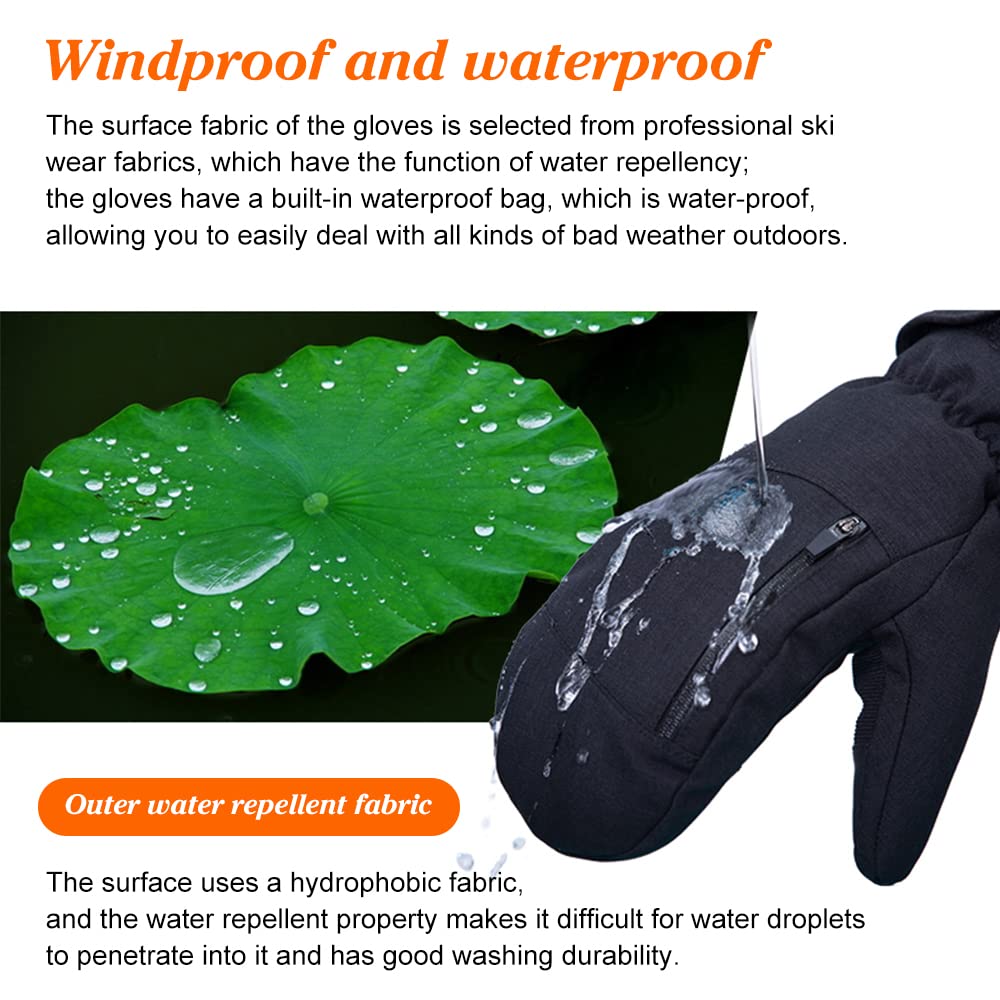 Windproof and waterproof
The surface fabric of the gloves is selected from professional ski
wear fabrics, which have the function of water repellency;
the gloves have a built-in waterproof bag, which is water-proof,
allowing you to easily deal with all kinds of bad weather outdoors.
Outer water repellent fabric
The surface uses a hydrophobic fabric,
and the water repellent property makes it difficult for water droplets
to penetrate into it and has good washing durability.